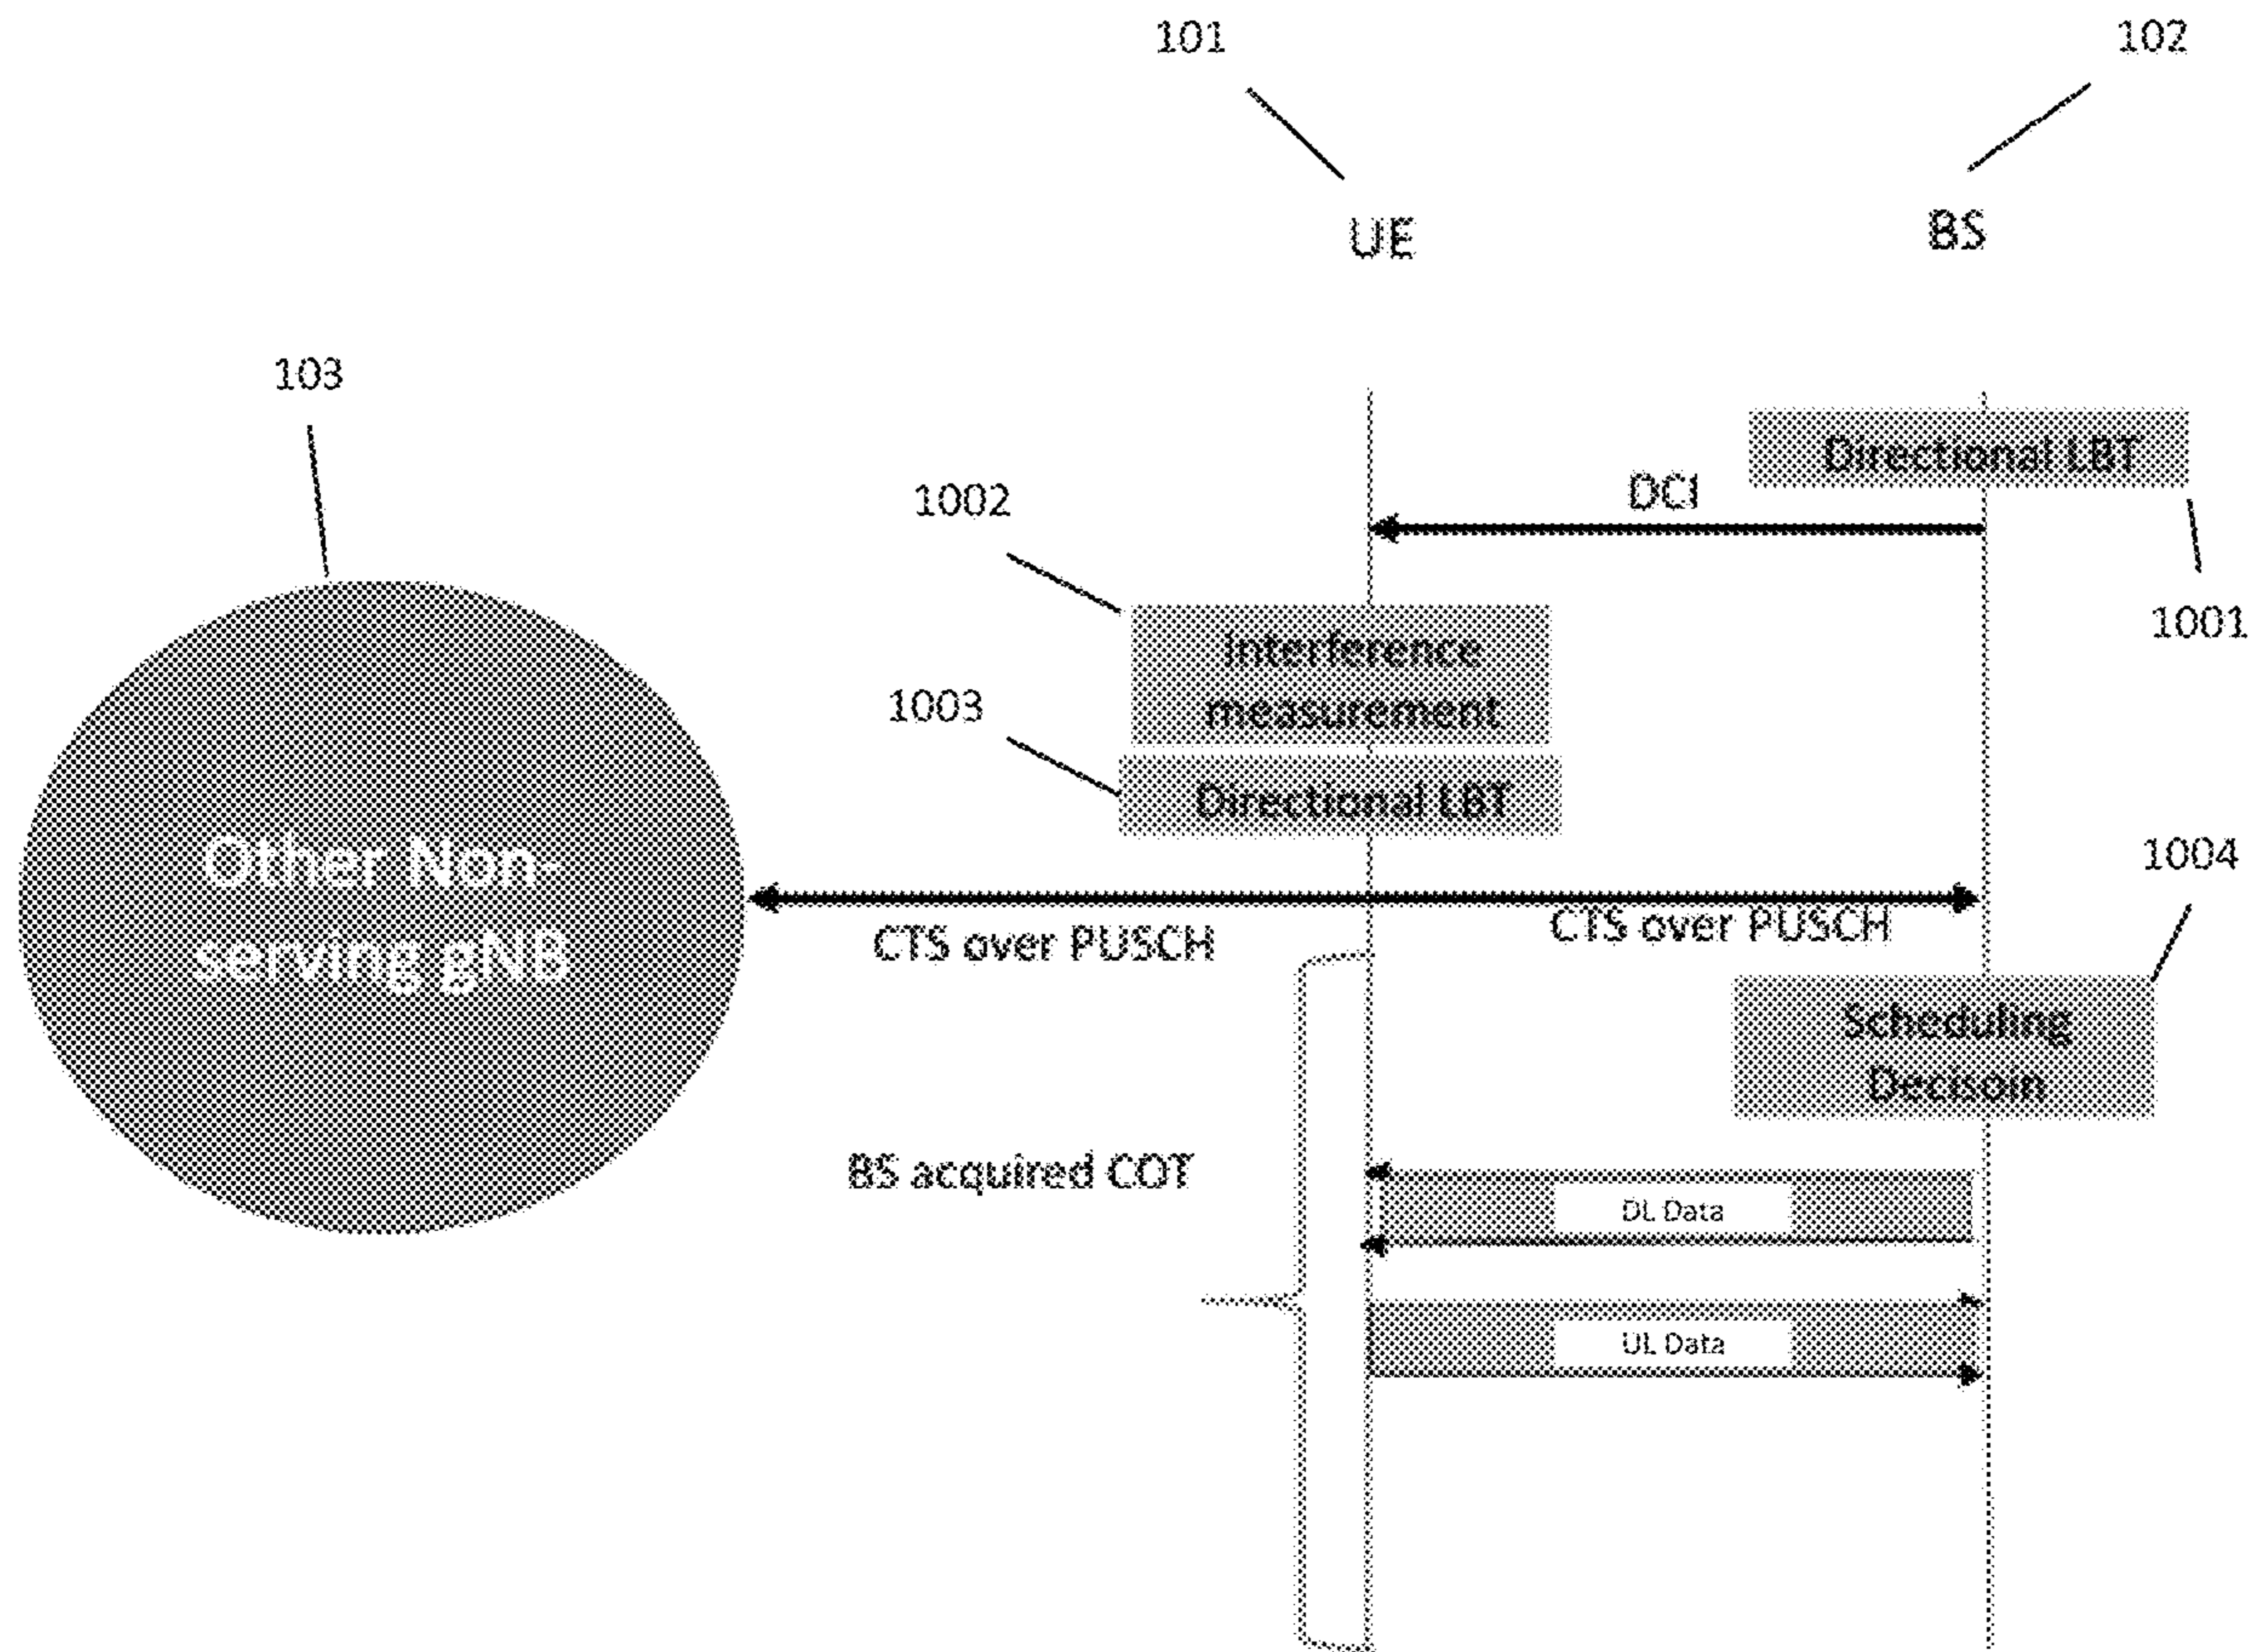 101
102
UE
BS
103
Directional LBT
DCI
1002
1001
Interference
measurement
1003
Directional LBT
Other Non-
serving gNB
1004
CTS over PUSCH
CTS over PUSCH
Scheduling
Decisoin
BS acquired COT
DL Data
UL Data